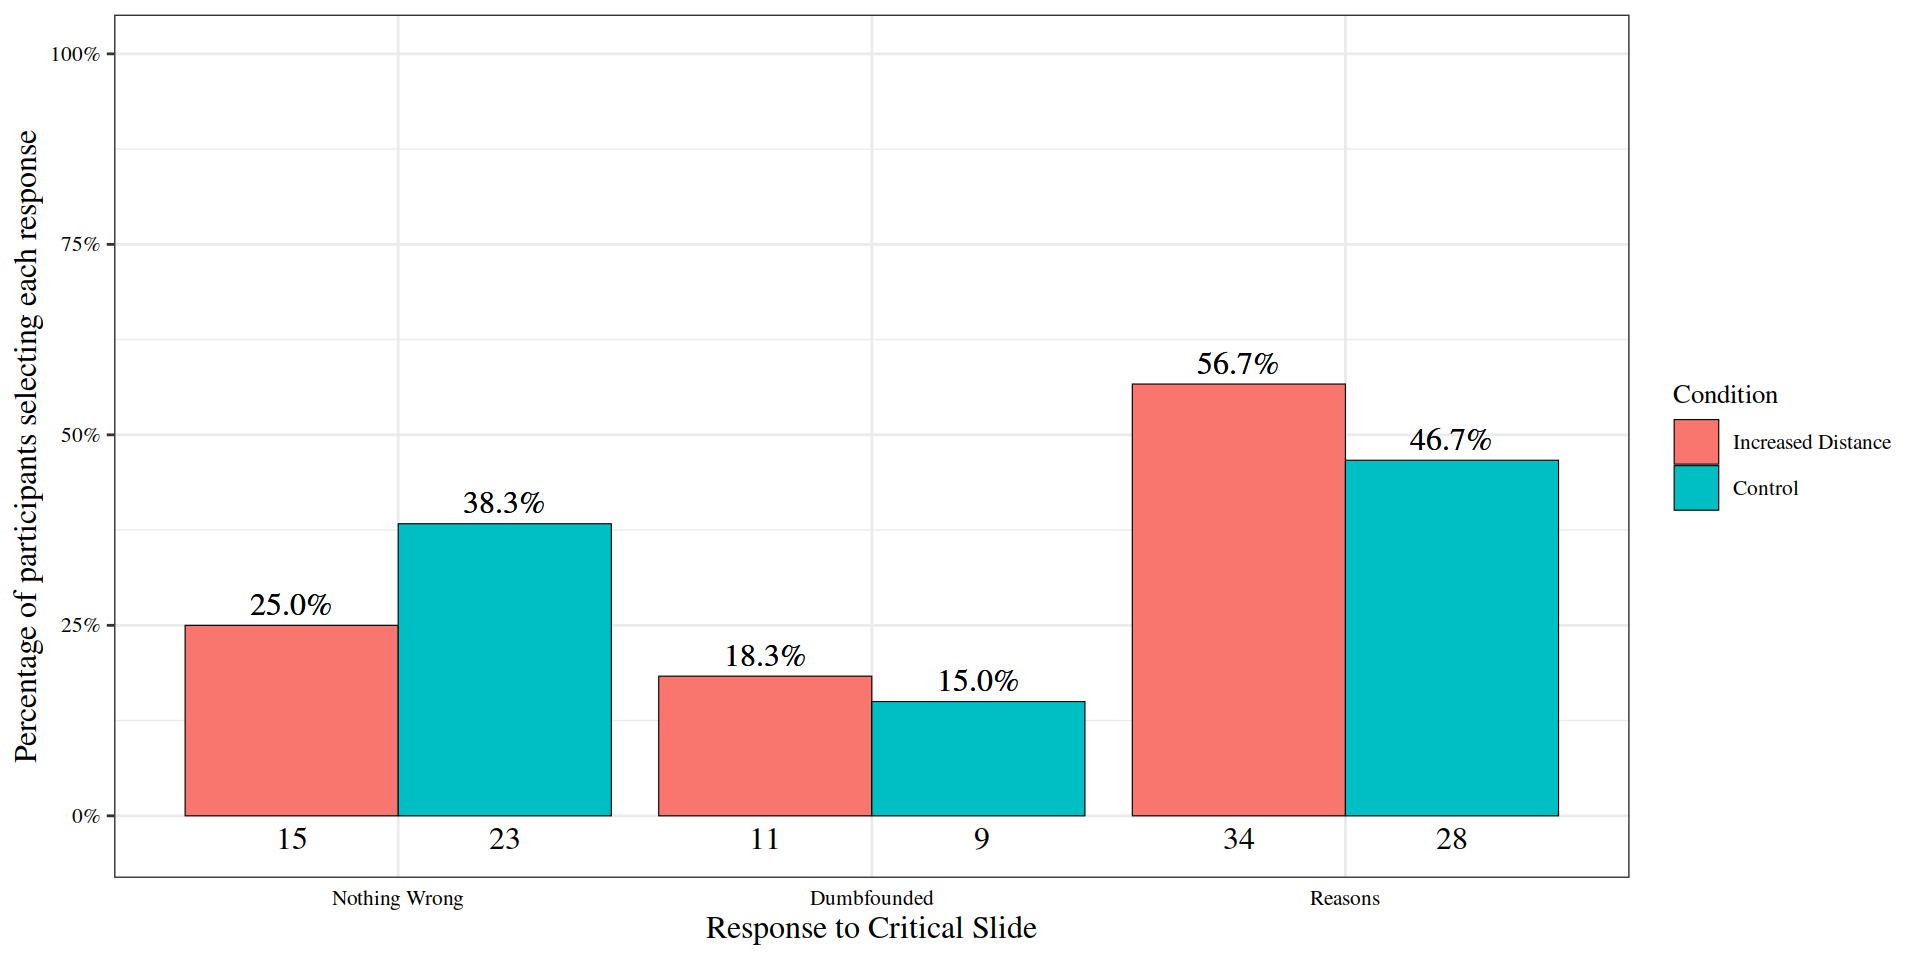 Percentage of participants selecting each response
100%
75%
50%
25%
0%
25.0%
38.3%
18.3%
15.0%
56.7%
46.7%
15
23
11
9
34
28
Nothing Wrong
Dumbfounded
Reasons
Response to Critical Slide
Condition
Increased Distance
Control